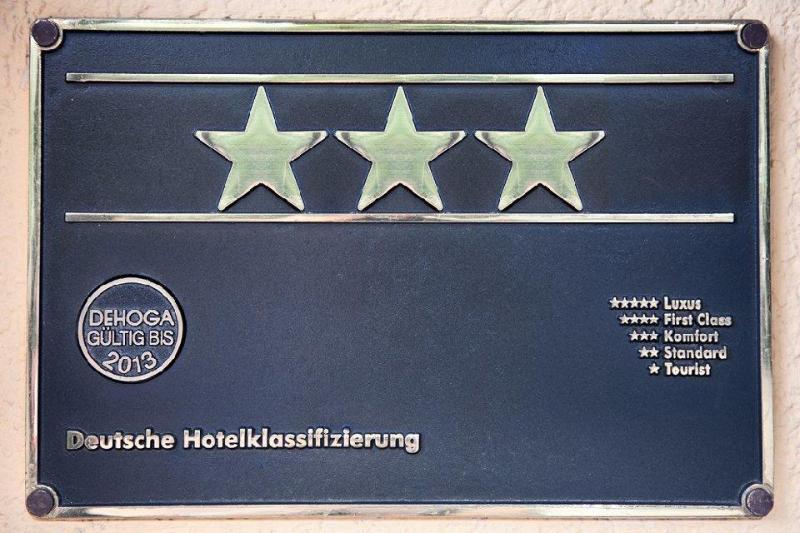 DEHOGA
GÜLTIG BIS
2013
★★★★★ Luxus
★★★★ First Class
★★★ Komfort
★★ Standard
★ Tourist
Deutsche Hotelklassifizierung